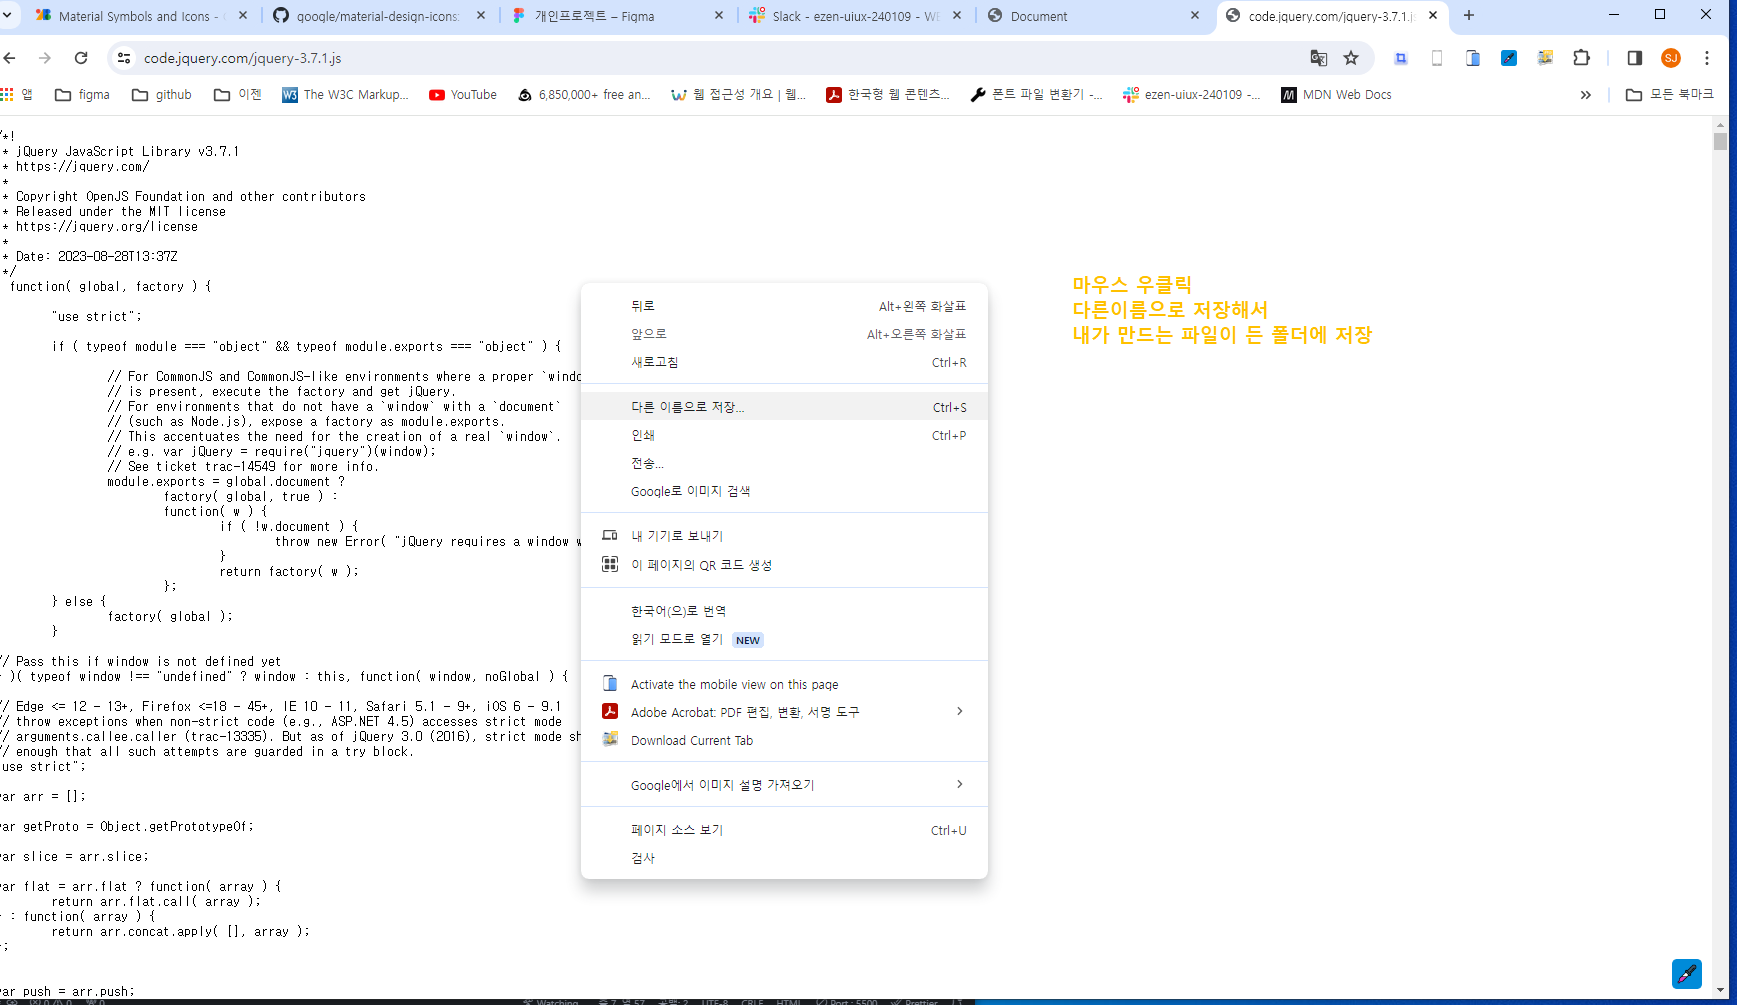 Material Symbols and Icons -
google/material-design-icons:
개인프로젝트 – Figma
Slack - ezen-uiux-240109 - WE
Document
code.jquery.com/jquery-3.7.1.j
code.jquery.com/jquery-3.7.1.js
SJ
앱
figma
github
이젠
The W3C Markup...
YouTube
6,850,000+ free an...
웹 접근성 개요 | 웹...
한국형 웹 콘텐츠...
폰트 파일 변환기 -...
ezen-uiux-240109 -...
MDN Web Docs
»
모든 북마크
/*!
* jQuery JavaScript Library v3.7.1
* https://jquery.com/
*
* Copyright OpenJS Foundation and other contributors
* Released under the MIT license
* https://jquery.org/license
*
* Date: 2023-08-28T13:37Z
*/
function( global, factory ) {
"use strict";
if ( typeof module === "object" && typeof module.exports === "object" ) {
// For CommonJS and CommonJS-like environments where a proper `windo
// is present, execute the factory and get jQuery.
// For environments that do not have a `window` with a `document`
// (such as Node.js), expose a factory as module.exports.
// This accentuates the need for the creation of a real `window`.
// e.g. var jQuery = require("jquery")(window);
// See ticket trac-14549 for more info.
module.exports = global.document ?
factory( global, true ) :
function( w ) {
if ( !w.document ) {
throw new Error( "jQuery requires a window w
}
return factory( w );
};
} else {
factory( global );
}
// Pass this if window is not defined yet
)( typeof window !== "undefined" ? window : this, function( window, noGlobal ) {
// Edge <= 12 - 13+, Firefox <=18 - 45+, IE 10 - 11, Safari 5.1 - 9+, iOS 6 - 9.1
// throw exceptions when non-strict code (e.g., ASP.NET 4.5) accesses strict mode
// arguments.callee.caller (trac-13335). But as of jQuery 3.0 (2016), strict mode sh
// enough that all such attempts are guarded in a try block.
use strict";
var arr = [];
var getProto = Object.getPrototypeOf;
var slice = arr.slice;
var flat = arr.flat ? function( array ) {
return arr.flat.call( array );
: function( array ) {
return arr.concat.apply( [], array );
};
var push = arr.push;
뒤로 Alt+왼쪽 화살표
앞으로 Alt+오른쪽 화살표
새로고침 Ctrl+R
다른 이름으로 저장... Ctrl+S
인쇄 Ctrl+P
전송...
Google로 이미지 검색
내 기기로 보내기
이 페이지의 QR 코드 생성
한국어(으)로 번역
읽기 모드로 열기 NEW
Activate the mobile view on this page
Adobe Acrobat: PDF 편집, 변환, 서명 도구
Download Current Tab
Google에서 이미지 설명 가져오기
페이지 소스 보기 Ctrl+U
검사
마우스 우클릭
다른이름으로 저장해서
내가 만드는 파일이 든 폴더에 저장